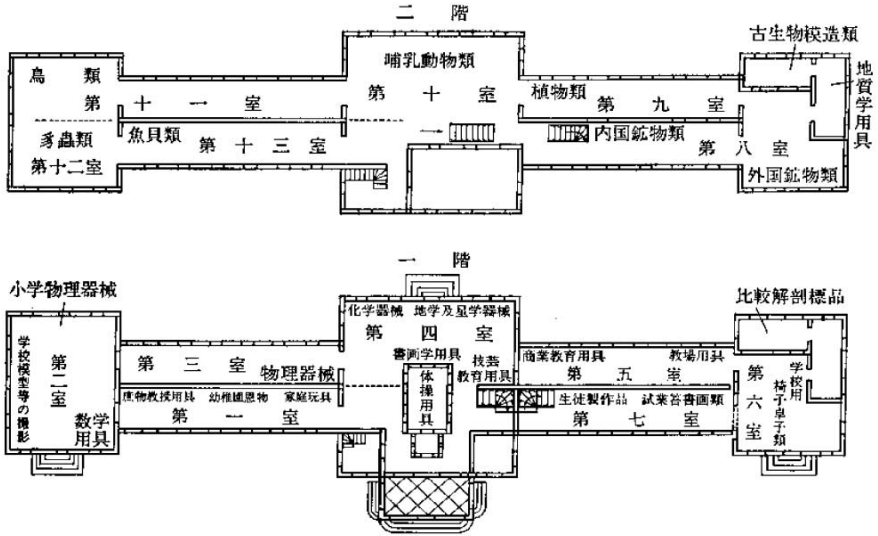 二階
哺乳動物類
第十室
鳥類
第十一室
魚貝類
第十三室
豸蟲類
第十二室
植物類
第九室
内国鉱物類
第八室
外国鉱物類
古生物模造類
地質学用具
一階
小学物理器械
学校模型等の撮影
第二室
数学用具
第三室
物理器械
庶物教授用具 幼稚園恩物 家庭玩具
第一室
化学器械 地学及星学器械
第四室
書画学用具
技芸教育用具
体操用具
商業教育用具 教場用具
第五室
生徒製作品 試業答書画類
第七室
比較解剖標品
第六室
学校用椅子卓子類